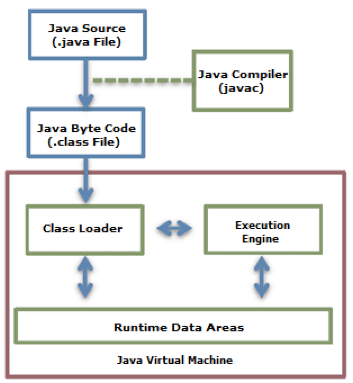 Java Source
(.java File)
Java Compiler
(javac)
Java Byte Code
(.class File)
Class Loader
Execution
Engine
Runtime Data Areas
Java Virtual Machine